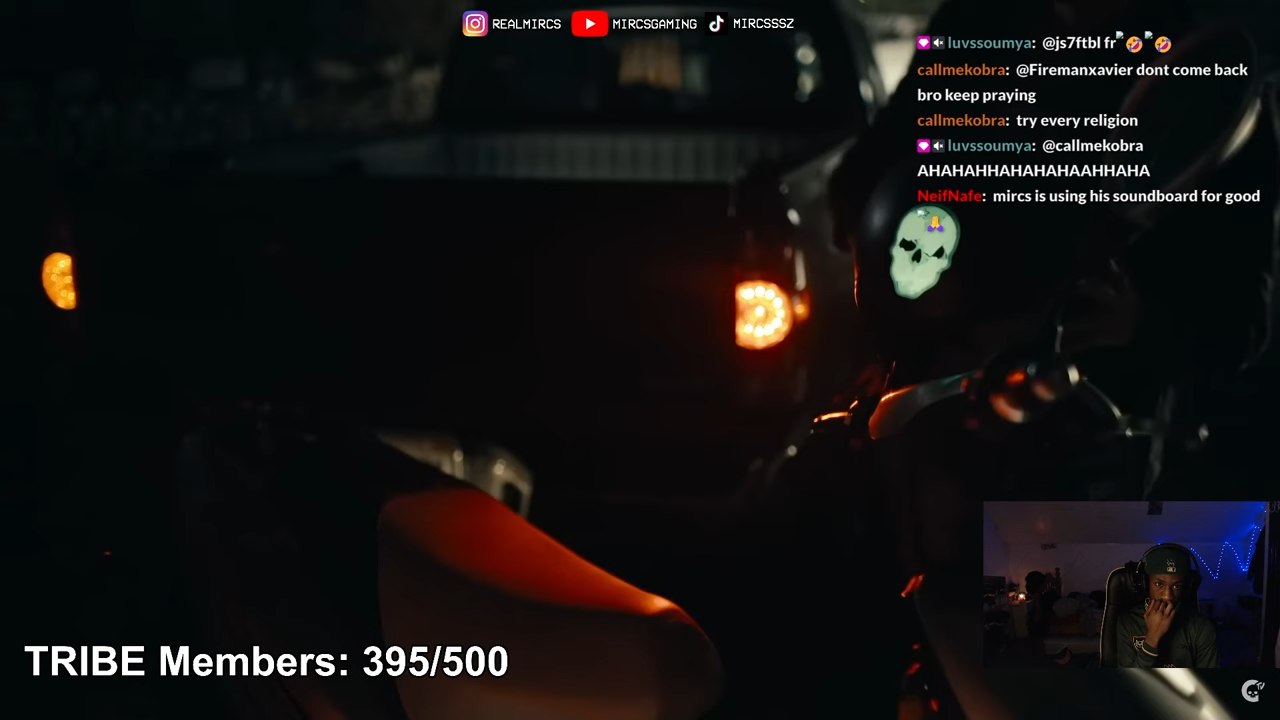 REALMIRCS MIRCSGAMING MIRCSSSZ
luvssoumya: @js7ftbl fr🤣🤣
callmekobra: @Firemanxavier dont come back
bro keep praying
callmekobra: try every religion
luvssoumya: @callmekobra
AHAHAHHAHAHAHAAHHAHA
NeifNafe: mircs is using his soundboard for good
🙏
TRIBE Members: 395/500